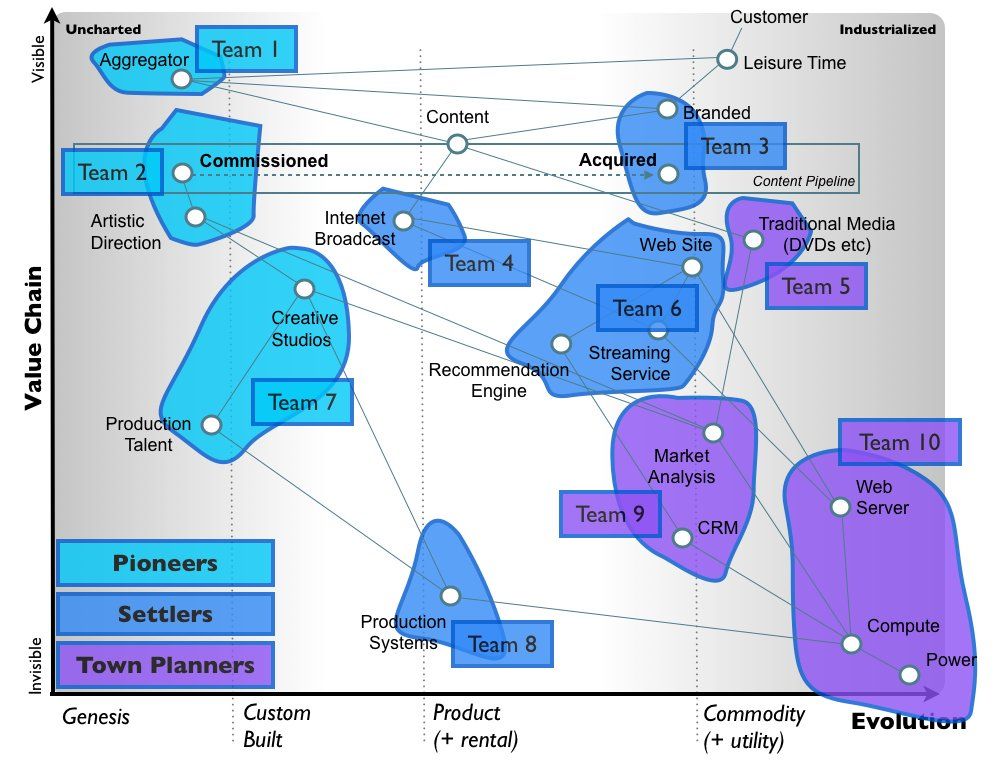 Customer
Uncharted
Industrialized
Visible
Team 1
Aggregator
Leisure Time
Content
Branded
Team 3
Commissioned
Acquired
Team 2
Content Pipeline
Artistic
Direction
Internet
Broadcast
Team 4
Web Site
Traditional Media
(DVDs etc)
Team 5
Team 6
Creative
Studios
Streaming
Service
Recommendation
Engine
Value Chain
Team 7
Production
Talent
Market
Analysis
Team 10
Web
Server
Team 9
CRM
Pioneers
Settlers
Town Planners
Production
Systems
Team 8
Compute
Power
Invisible
Genesis
Custom
Built
Product
(+ rental)
Commodity
(+ utility)
Evolution